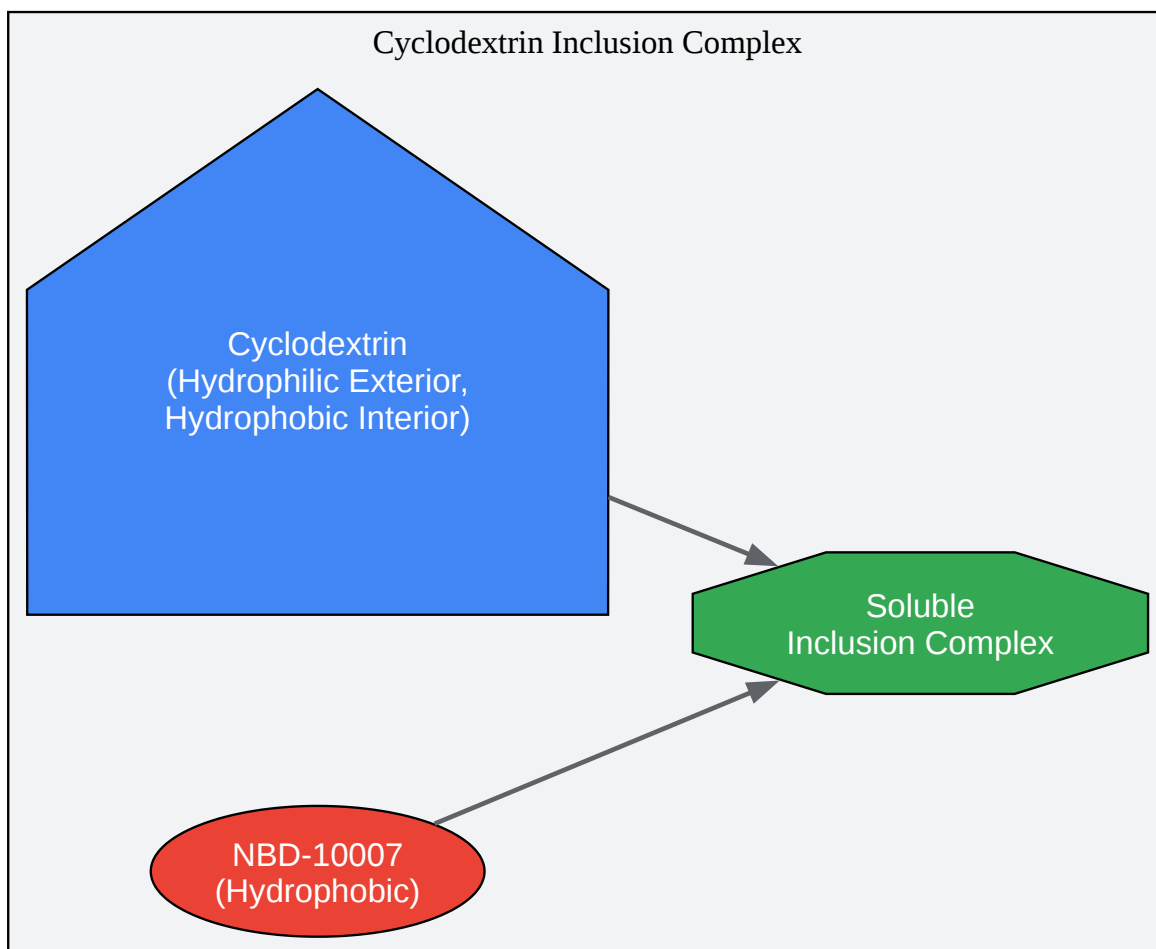 Cyclodextrin Inclusion Complex
Cyclodextrin
(Hydrophilic Exterior,
Hydrophobic Interior)
Soluble
Inclusion Complex
NBD-10007
(Hydrophobic)